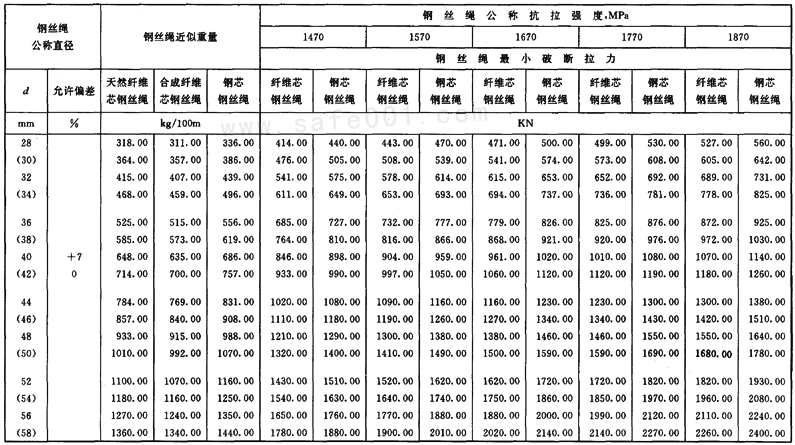 钢丝绳公称直径 钢丝绳近似重量 钢丝绳公称抗拉强度,MPa
1470 1570 1670 1770 1870
钢丝绳最小破断拉力
d 允许偏差 天然纤维芯钢丝绳 合成纤维芯钢丝绳 钢芯钢丝绳 纤维芯钢丝绳 钢芯钢丝绳 纤维芯钢丝绳 钢芯钢丝绳 纤维芯钢丝绳 钢芯钢丝绳 纤维芯钢丝绳 钢芯钢丝绳 纤维芯钢丝绳 钢芯钢丝绳
mm % kg/100m KN
www.safe001.com
28 318.00 311.00 336.00 414.00 440.00 443.00 470.00 471.00 500.00 499.00 530.00 527.00 560.00
(30) 364.00 357.00 386.00 476.00 505.00 508.00 539.00 541.00 574.00 573.00 608.00 605.00 642.00
32 415.00 407.00 439.00 541.00 575.00 578.00 614.00 615.00 653.00 652.00 692.00 689.00 731.00
(34) 468.00 459.00 496.00 611.00 649.00 653.00 693.00 694.00 737.00 736.00 781.00 778.00 825.00
36 525.00 515.00 556.00 685.00 727.00 732.00 777.00 779.00 826.00 825.00 876.00 872.00 925.00
(38) 585.00 573.00 619.00 764.00 810.00 816.00 866.00 868.00 921.00 920.00 976.00 972.00 1030.00
40 +7 648.00 635.00 686.00 846.00 898.00 904.00 959.00 961.00 1020.00 1010.00 1080.00 1070.00 1140.00
(42) 0 714.00 700.00 757.00 933.00 990.00 997.00 1050.00 1060.00 1120.00 1120.00 1190.00 1180.00 1260.00
44 784.00 769.00 831.00 1020.00 1080.00 1090.00 1160.00 1160.00 1230.00 1230.00 1300.00 1300.00 1380.00
(46) 857.00 840.00 908.00 1110.00 1180.00 1190.00 1260.00 1270.00 1340.00 1340.00 1430.00 1420.00 1510.00
48 933.00 915.00 988.00 1210.00 1290.00 1300.00 1380.00 1380.00 1460.00 1460.00 1550.00 1550.00 1640.00
(50) 1010.00 992.00 1070.00 1320.00 1400.00 1410.00 1490.00 1500.00 1590.00 1590.00 1690.00 1680.00 1780.00
52 1100.00 1070.00 1160.00 1430.00 1510.00 1520.00 1620.00 1620.00 1720.00 1720.00 1820.00 1820.00 1930.00
(54) 1180.00 1160.00 1250.00 1540.00 1630.00 1640.00 1740.00 1750.00 1860.00 1850.00 1970.00 1960.00 2080.00
56 1270.00 1240.00 1350.00 1650.00 1760.00 1770.00 1880.00 1880.00 2000.00 1990.00 2120.00 2110.00 2240.00
(58) 1360.00 1340.00 1440.00 1780.00 1880.00 1900.00 2010.00 2020.00 2140.00 2140.00 2270.00 2260.00 2400.00